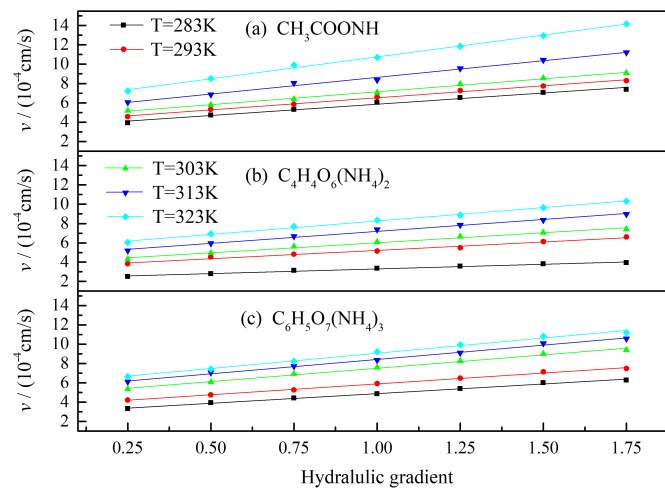 14
12
10
8
6
4
T=283K
T=293K
(a) CH₃COONH
v / (10⁻⁴cm/s)
14
12
10
8
6
4
2
T=303K
T=313K
T=323K
(b) C₄H₄O₆(NH₄)₂
v / (10⁻⁴cm/s)
14
12
10
8
6
4
2
(c) C₆H₅O₇(NH₄)₃
v / (10⁻⁴cm/s)
0.25 0.50 0.75 1.00 1.25 1.50 1.75
Hydralulic gradient